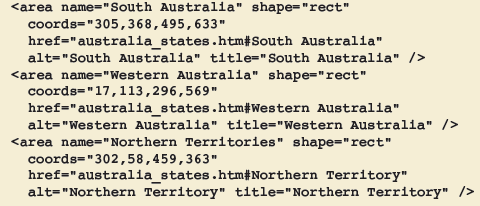 <area name="South Australia" shape="rect"
coords="305,368,495,633"
href="australia_states.htm#South Australia"
alt="South Australia" title="South Australia" />
<area name="Western Australia" shape="rect"
coords="17,113,296,569"
href="australia_states.htm#Western Australia"
alt="Western Australia" title="Western Australia" />
<area name="Northern Territories" shape="rect"
coords="302,58,459,363"
href="australia_states.htm#Northern Territory"
alt="Northern Territory" title="Northern Territory" />